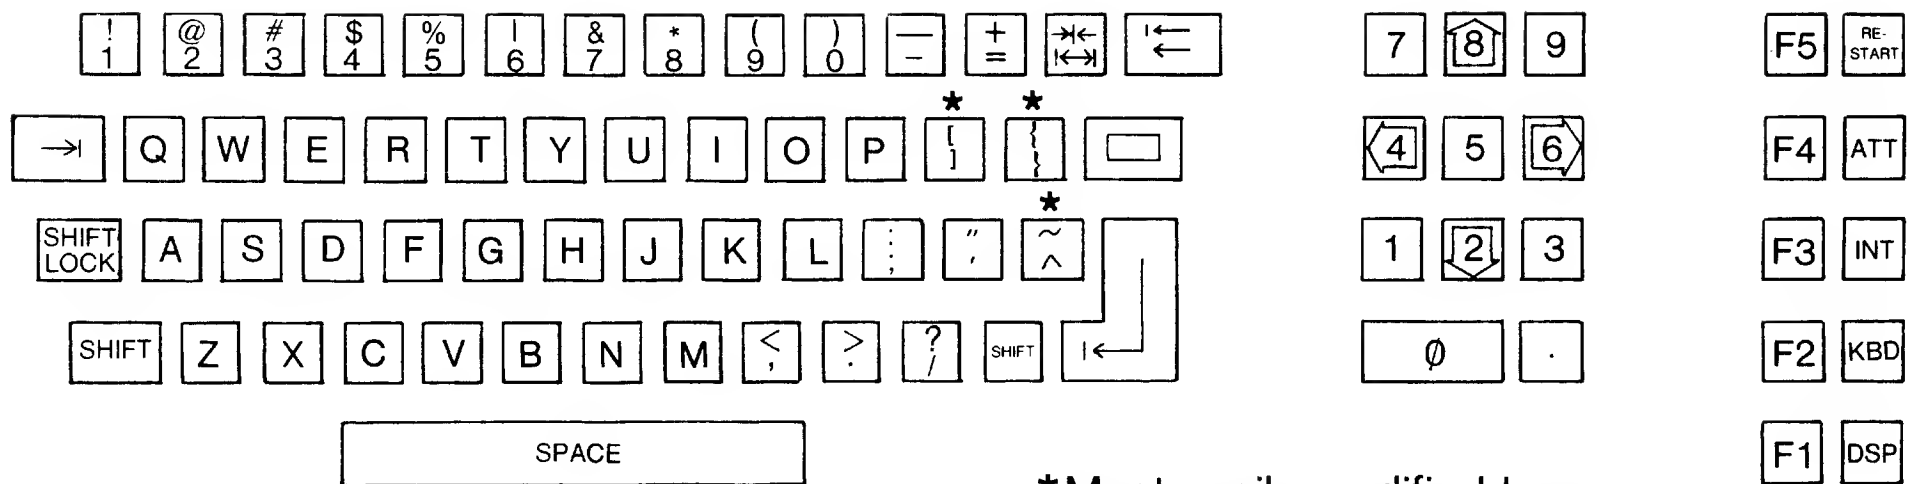 ! @ # $ % | & * ( ) — + →|← |←
1 2 3 4 5 6 7 8 9 0 – = |↔| ← 7 8 9 F5 RE-START
* *
→| Q W E R T Y U I O P [ ] { } 4 5 6 F4 ATT
*
SHIFT LOCK A S D F G H J K L : ; " ' ~ ^ 1 2 3 F3 INT
SHIFT Z X C V B N M < , > . ? / SHIFT |← 0 . F2 KBD
SPACE F1 DSP